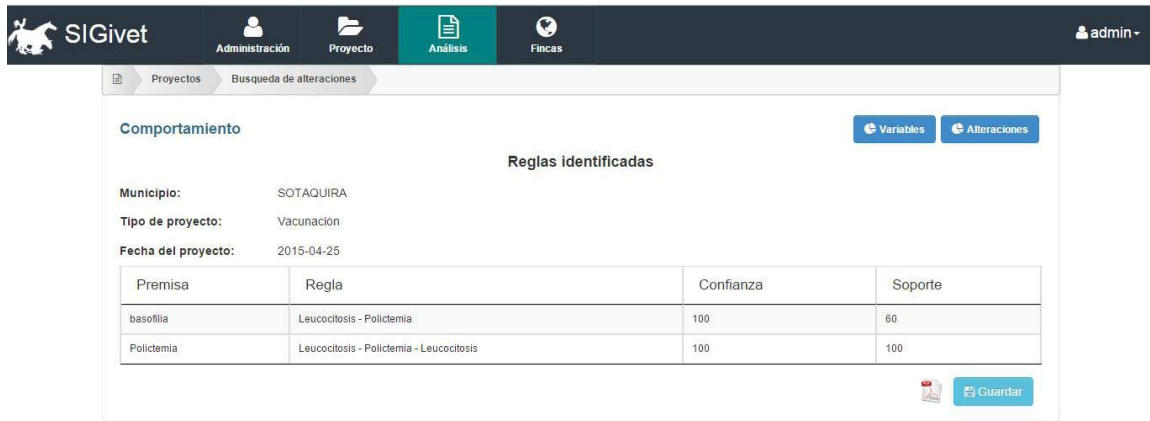 SIGivet
Administración
Proyecto
Análisis
Fincas
admin
Proyectos
Busqueda de alteraciones
Comportamiento
Variables
Alteraciones
Reglas identificadas
Municipio: SOTAQUIRA
Tipo de proyecto: Vacunación
Fecha del proyecto: 2015-04-25
Premisa Regla Confianza Soporte
basofilia Leucocitosis - Polictemia 100 60
Polictemia Leucocitosis - Polictemia - Leucocitosis 100 100
PDF
Guardar